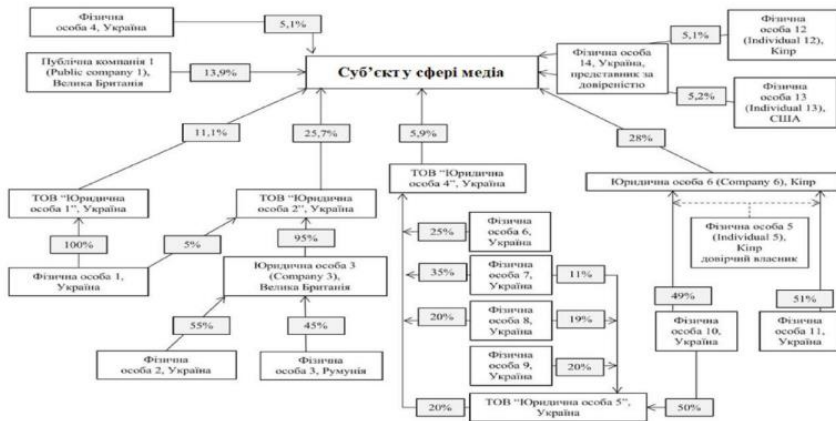 Фізична
особа 4, Україна
5,1%
Публічна компанія 1
(Public company 1),
Велика Британія
13,9%
Суб’єкт у сфері медіа
Фізична особа
14, Україна,
представник за
довіреністю
5,1%
Фізична
особа 12
(Individual 12),
Кіпр
5,2%
Фізична
особа 13
(Individual 13),
США
11,1%
25,7%
5,9%
28%
ТОВ “Юридична
особа 1”, Україна
ТОВ “Юридична
особа 2”, Україна
ТОВ “Юридична
особа 4”, Україна
Юридична особа 6 (Company 6), Кіпр
100%
5%
95%
Фізична особа 1,
Україна
Юридична особа 3
(Company 3),
Велика Британія
55%
45%
Фізична
особа 2, Україна
Фізична
особа 3, Румунія
25%
Фізична
особа 6,
Україна
35%
Фізична
особа 7,
Україна
11%
20%
Фізична
особа 8,
Україна
19%
Фізична
особа 9,
Україна
20%
20%
ТОВ “Юридична особа 5”,
Україна
50%
Фізична
особа 5
(Individual 5),
Кіпр
довірчий власник
49%
51%
Фізична
особа 10,
Україна
Фізична
особа 11,
Україна